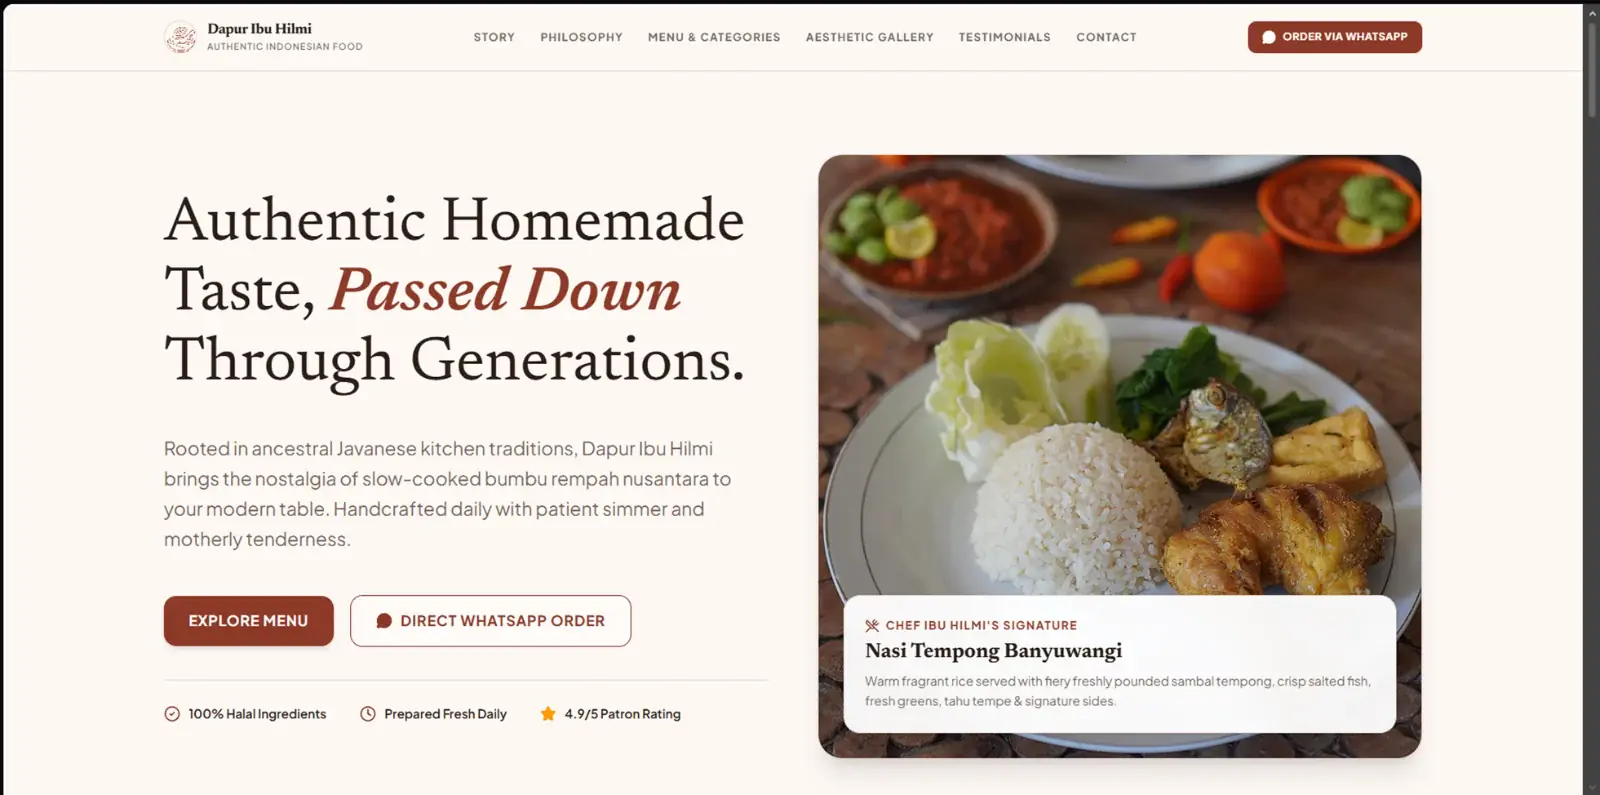 Dapur Ibu Hilmi
AUTHENTIC INDONESIAN FOOD
STORY
PHILOSOPHY
MENU & CATEGORIES
AESTHETIC GALLERY
TESTIMONIALS
CONTACT
ORDER VIA WHATSAPP
Authentic Homemade
Taste, Passed Down
Through Generations.
Rooted in ancestral Javanese kitchen traditions, Dapur Ibu Hilmi
brings the nostalgia of slow-cooked bumbu rempah nusantara to
your modern table. Handcrafted daily with patient simmer and
motherly tenderness.
EXPLORE MENU
DIRECT WHATSAPP ORDER
100% Halal Ingredients
Prepared Fresh Daily
4.9/5 Patron Rating
CHEF IBU HILMI'S SIGNATURE
Nasi Tempong Banyuwangi
Warm fragrant rice served with fiery freshly pounded sambal tempong, crisp salted fish,
fresh greens, tahu tempe & signature sides.